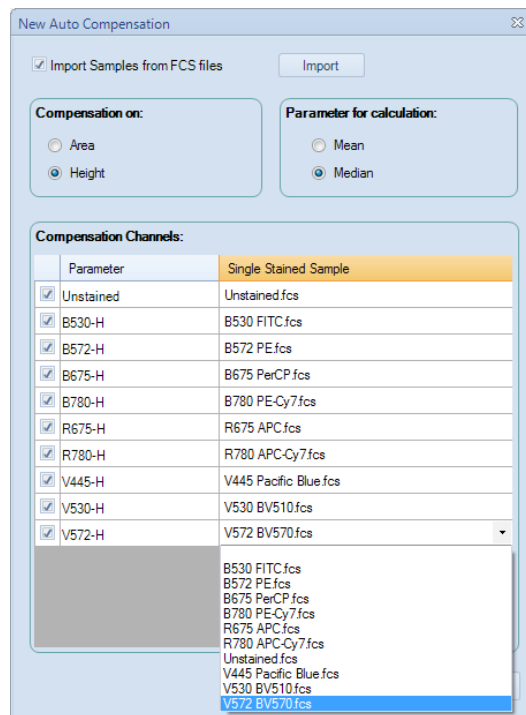 New Auto Compensation
Import Samples from FCS files Import
Compensation on: Parameter for calculation:
Area Mean
Height Median
Compensation Channels:
Parameter Single Stained Sample
Unstained Unstained.fcs
B530-H B530 FITC.fcs
B572-H B572 PE.fcs
B675-H B675 PerCP.fcs
B780-H B780 PE-Cy7.fcs
R675-H R675 APC.fcs
R780-H R780 APC-Cy7.fcs
V445-H V445 Pacific Blue.fcs
V530-H V530 BV510.fcs
V572-H V572 BV570.fcs
B530 FITC.fcs
B572 PE.fcs
B675 PerCP.fcs
B780 PE-Cy7.fcs
R675 APC.fcs
R780 APC-Cy7.fcs
Unstained.fcs
V445 Pacific Blue.fcs
V530 BV510.fcs
V572 BV570.fcs